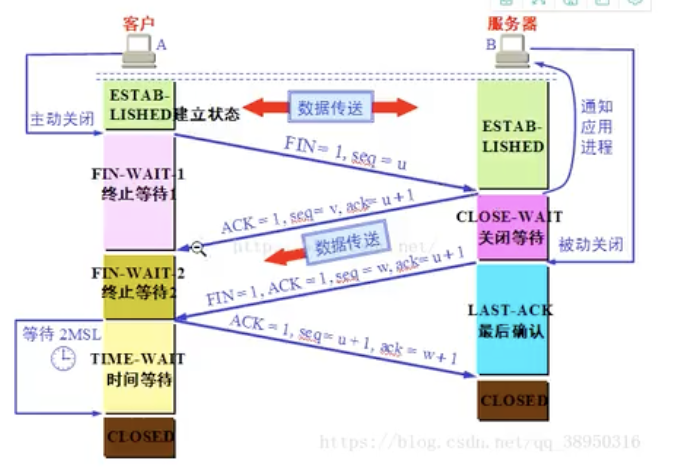 客户
服务器
A
B
ESTAB-
LISHED建立状态
数据传送
主动关闭
通知
应用
进程
ESTAB-
LISHED
FIN = 1, seq = u
FIN-WAIT-1
终止等待1
ACK = 1, seq= v, ack= u+1
CLOSE-WAIT
关闭等待
数据传送
被动关闭
FIN-WAIT-2
终止等待2
FIN=1, ACK = 1, seq = w, ack= u+1
LAST-ACK
最后确认
ACK = 1, seq= u+1, ack = w+1
等待 2MSL
TIME-WAIT
时间等待
CLOSED
CLOSED
https://blog.csdn.net/qq_38950316